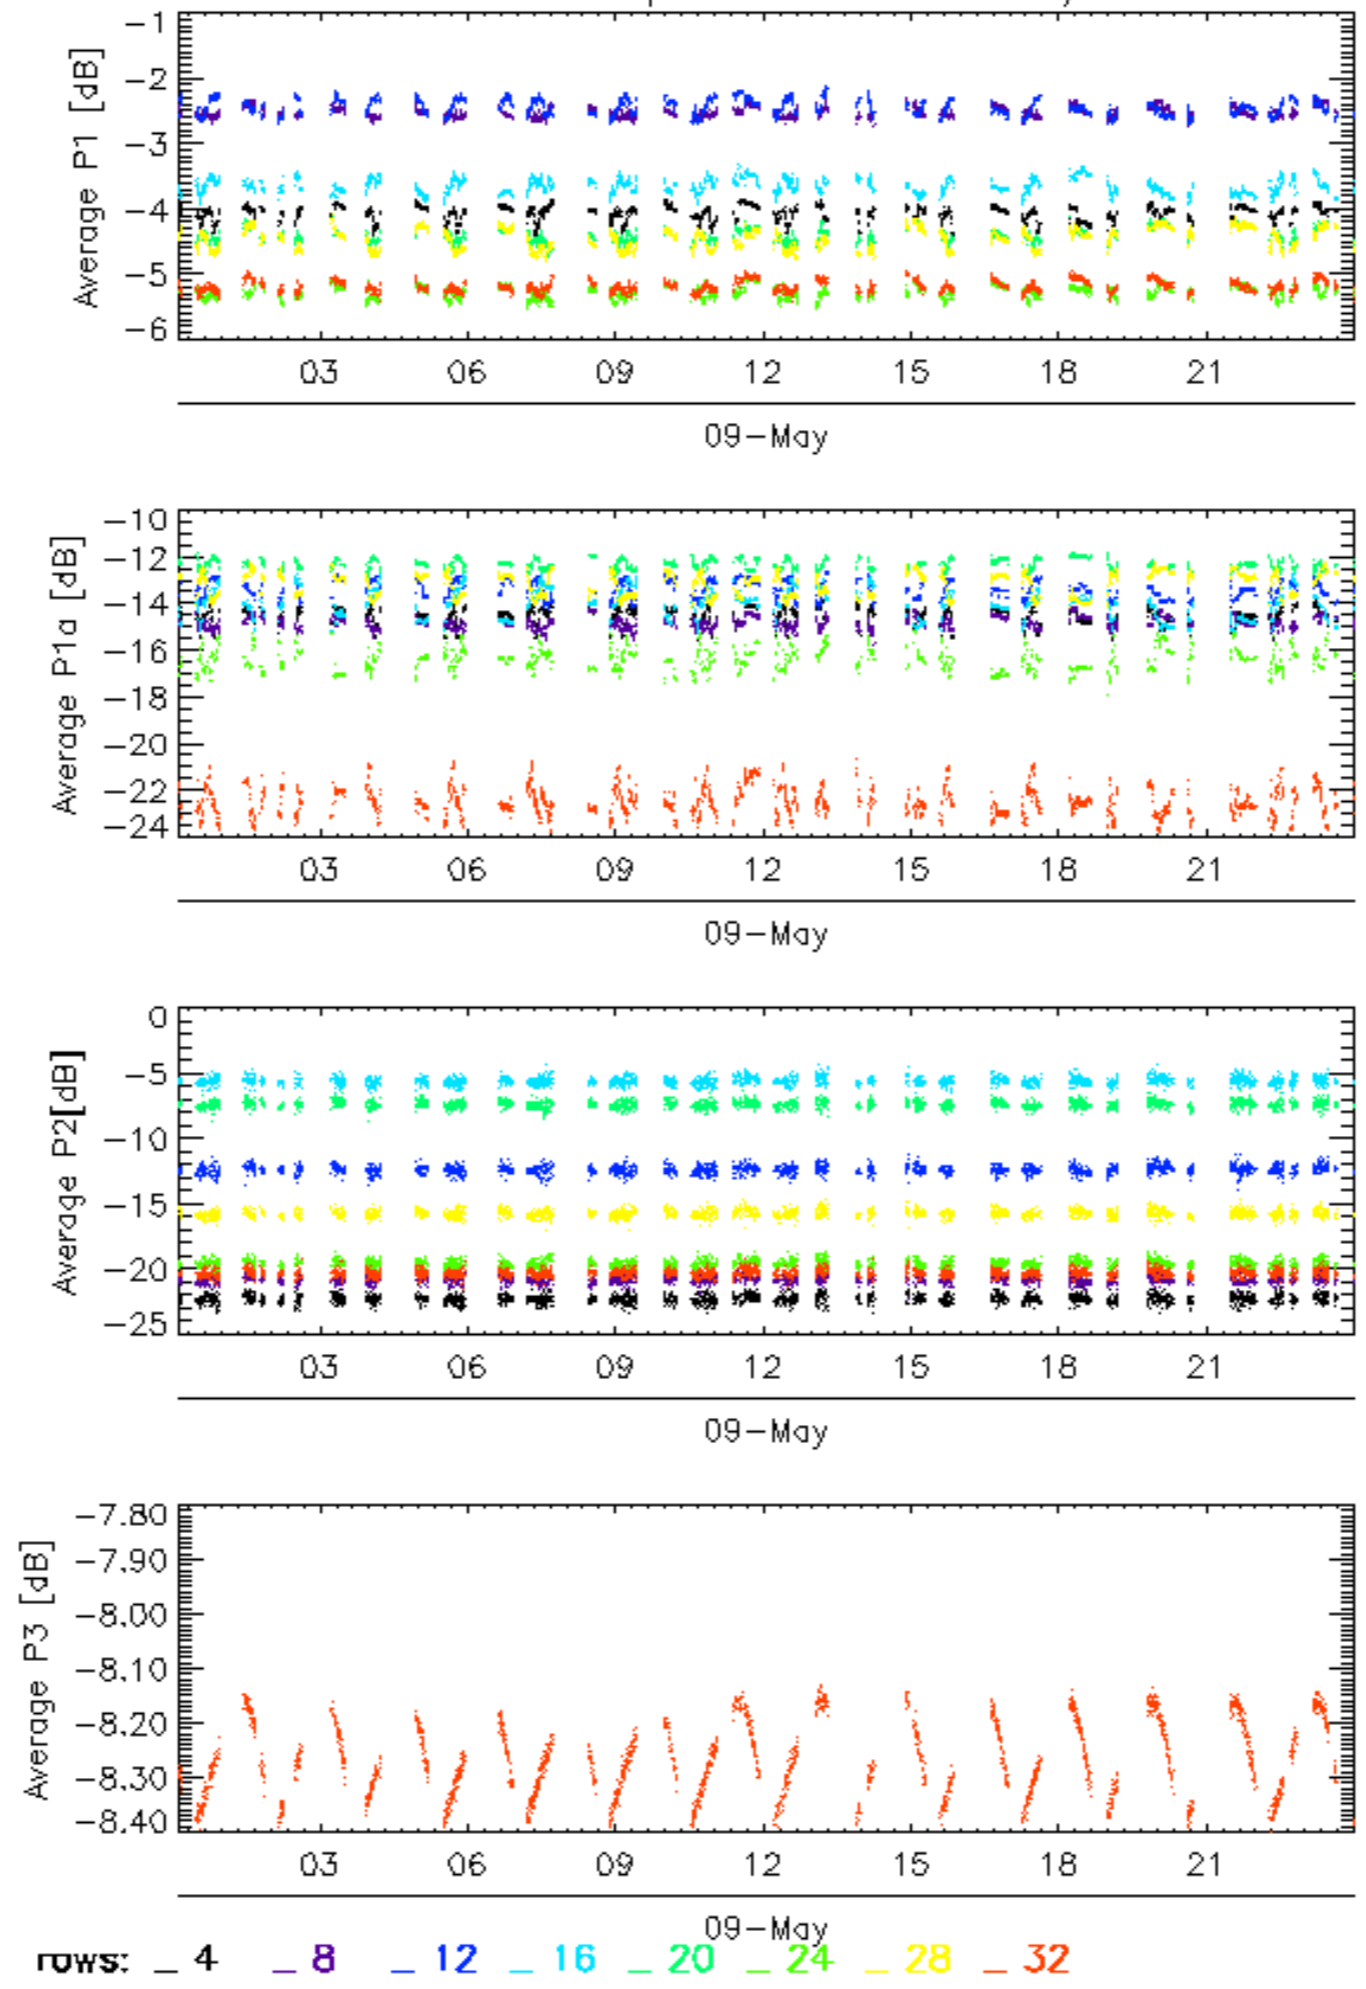 -1
-2
-3
-4
-5
-6
Average P1 [dB]
03 06 09 12 15 18 21
09-May
-10
-12
-14
-16
-18
-20
-22
-24
Average P1a [dB]
03 06 09 12 15 18 21
09-May
0
-5
-10
-15
-20
-25
Average P2[dB]
03 06 09 12 15 18 21
09-May
-7.80
-7.90
-8.00
-8.10
-8.20
-8.30
-8.40
Average P3 [dB]
03 06 09 12 15 18 21
09-May
rows: _ 4 _ 8 _ 12 _ 16 _ 20 _ 24 _ 28 _ 32